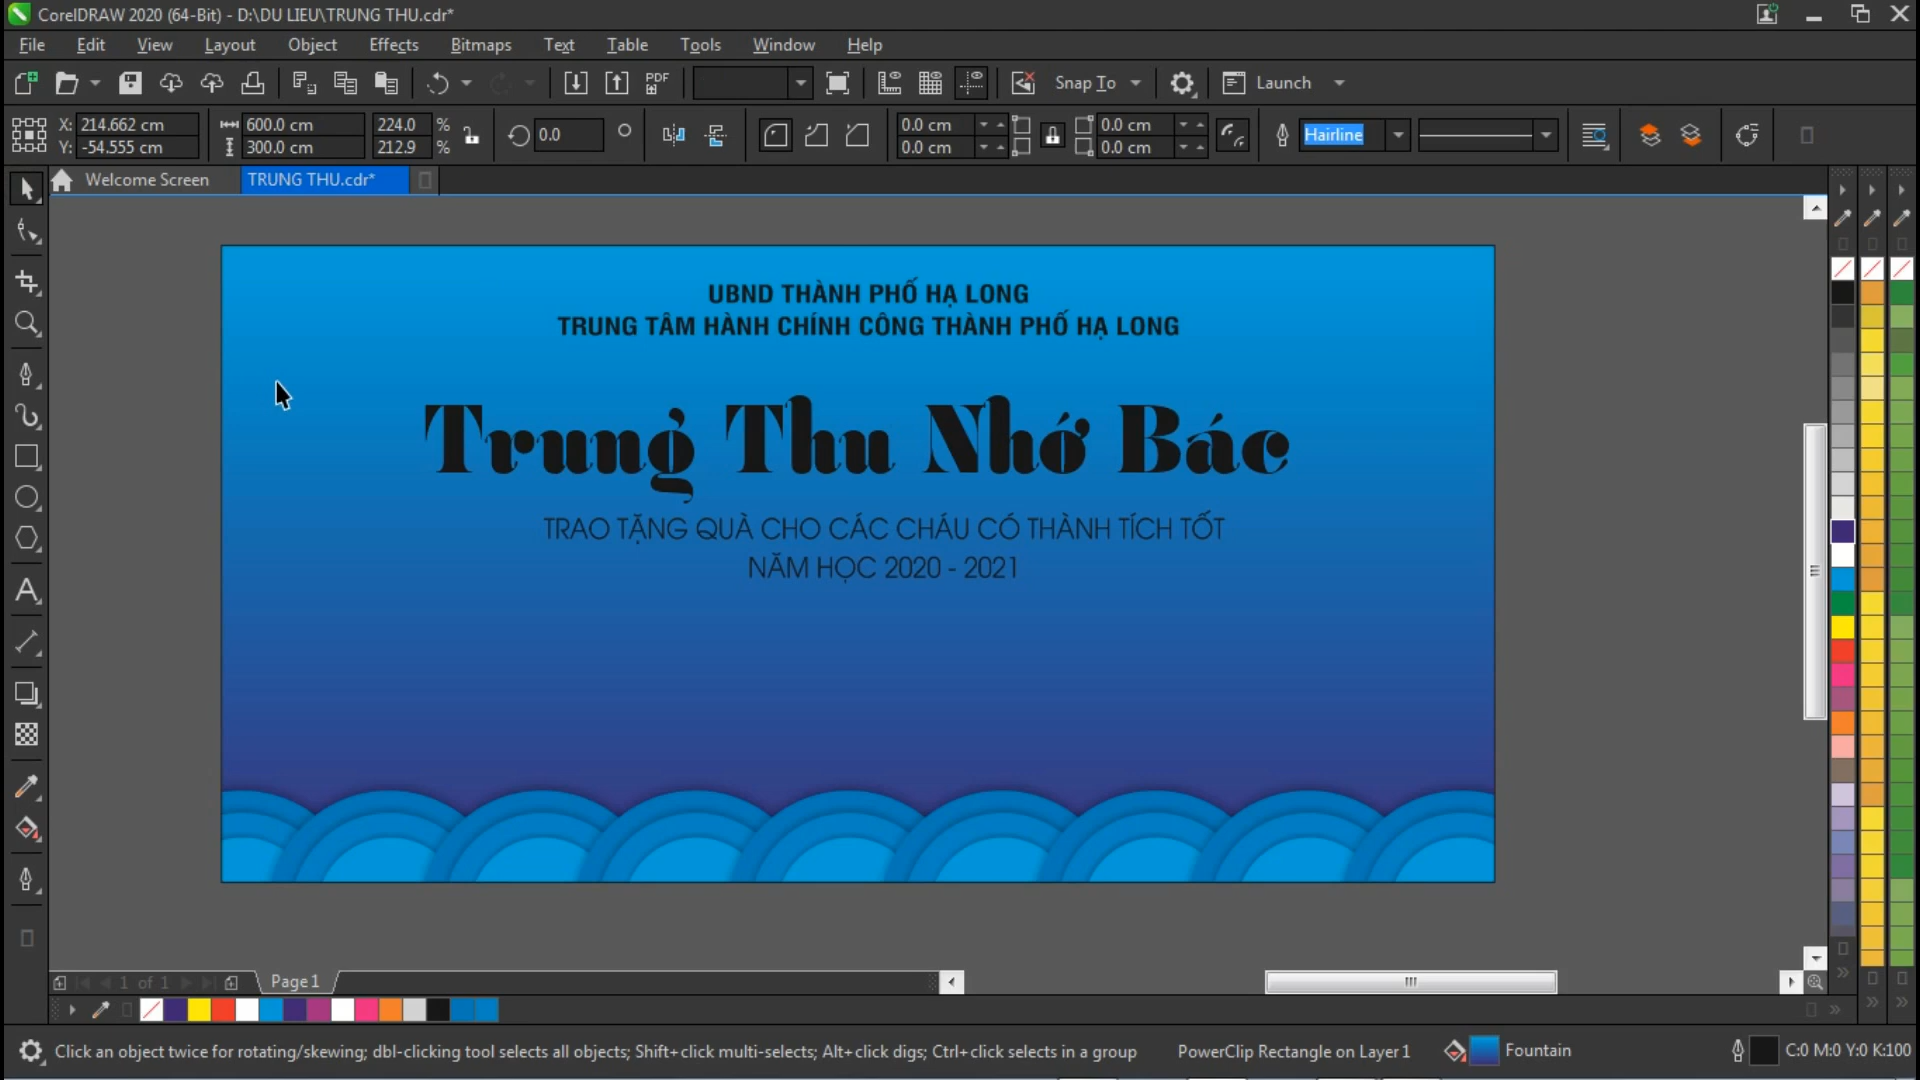 CorelDRAW 2020 (64-Bit) - D:\DU LIEU\TRUNG THU.cdr*
File Edit View Layout Object Effects Bitmaps Text Table Tools Window Help
PDF Snap To Launch
X: 214.662 cm 600.0 cm 224.0 % 0.0 0.0 cm 0.0 cm Hairline
Y: -54.555 cm 300.0 cm 212.9 % 0.0 cm 0.0 cm
Welcome Screen TRUNG THU.cdr*
UBND THÀNH PHỐ HẠ LONG
TRUNG TÂM HÀNH CHÍNH CÔNG THÀNH PHỐ HẠ LONG
Trung Thu Nhớ Bác
TRAO TẶNG QUÀ CHO CÁC CHÁU CÓ THÀNH TÍCH TỐT
NĂM HỌC 2020 - 2021
1 of 1 Page1
Click an object twice for rotating/skewing; dbl-clicking tool selects all objects; Shift+click multi-selects; Alt+click digs; Ctrl+click selects in a group PowerClip Rectangle on Layer 1 Fountain C:0 M:0 Y:0 K:100